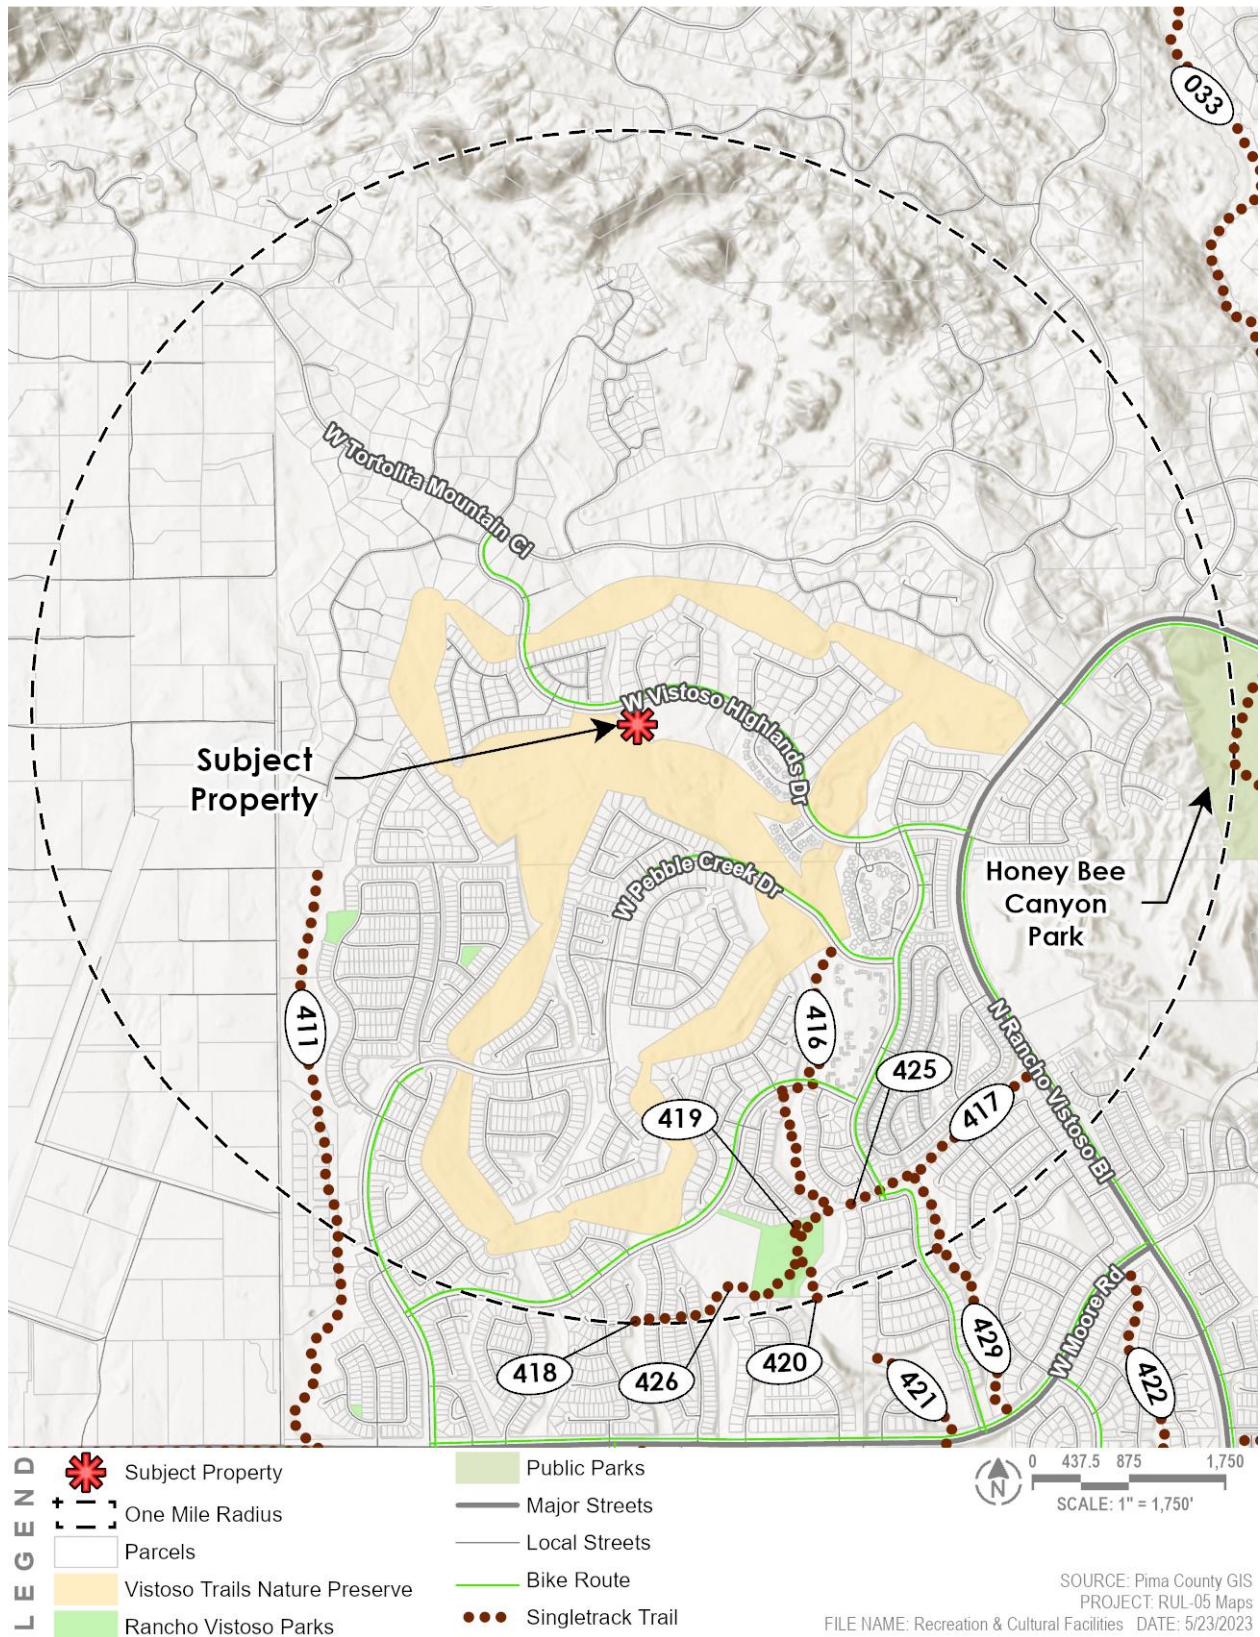 033
W Tortolita Mountain Ci
W Vistoso Highlands Dr
Subject
Property
W Pebble Creek Dr
Honey Bee
Canyon
Park
411
416
N Rancho Vistoso Bl
425
417
419
W Moore Rd
429
418
426
420
421
422
LEGEND
Subject Property
One Mile Radius
Parcels
Vistoso Trails Nature Preserve
Rancho Vistoso Parks
Public Parks
Major Streets
Local Streets
Bike Route
Singletrack Trail
N
0 437.5 875 1,750
SCALE: 1" = 1,750'
SOURCE: Pima County GIS
PROJECT: RUL-05 Maps
FILE NAME: Recreation & Cultural Facilities DATE: 5/23/2023